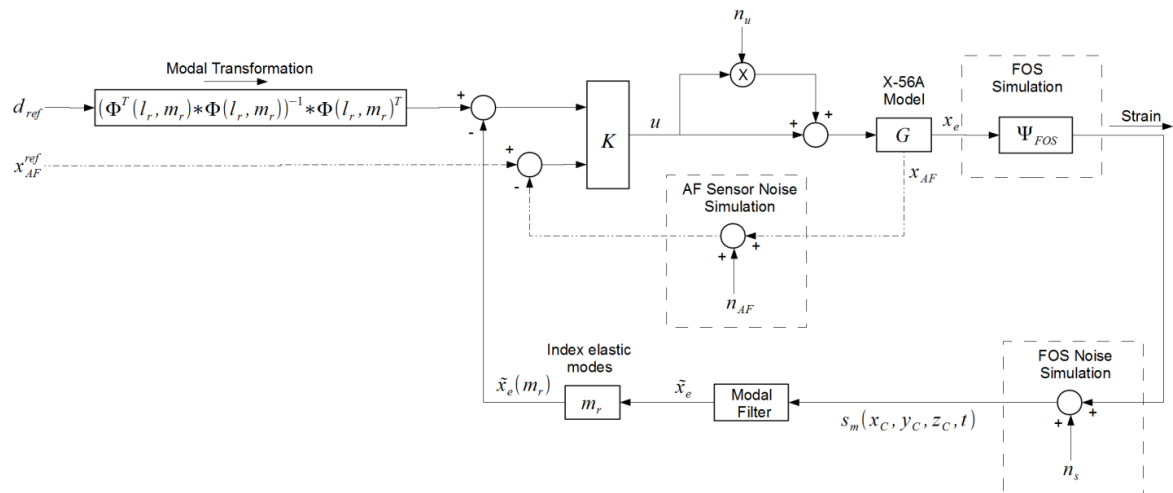 n_u
Modal Transformation
X-56A
Model
FOS
Simulation
d_ref
(Φ^T(l_r, m_r)*Φ(l_r, m_r))^{-1}*Φ(l_r, m_r)^T
+
-
K
u
X
+
+
G
x_e
Ψ_FOS
Strain
x_AF^ref
+
-
x_AF
AF Sensor Noise
Simulation
+
+
n_AF
Index elastic
modes
FOS Noise
Simulation
x̃_e(m_r)
m_r
x̃_e
Modal
Filter
s_m(x_C, y_C, z_C, t)
+
+
n_s